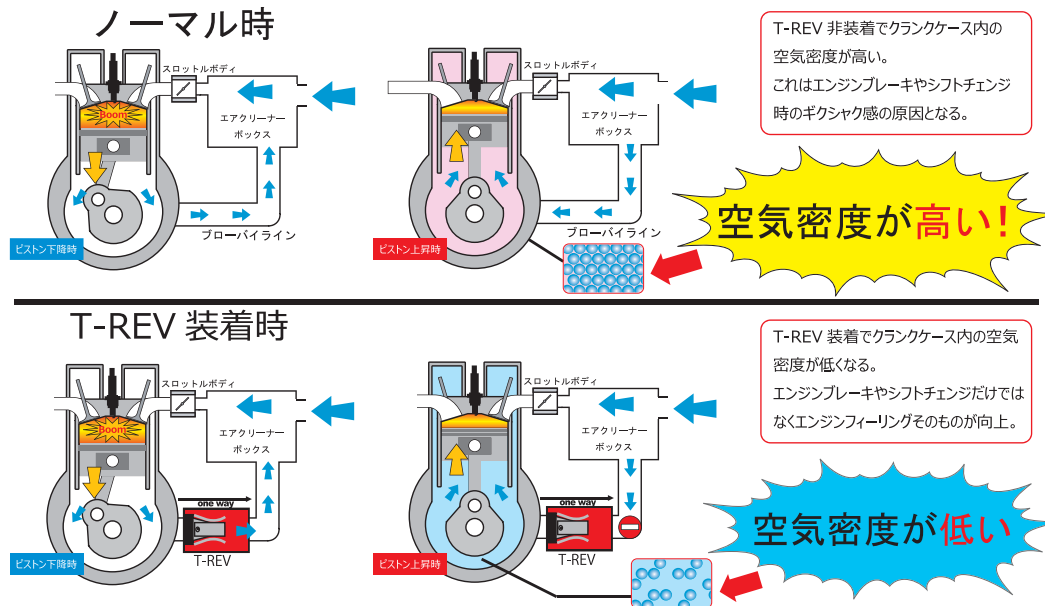 ノーマル時
スロットルボディ
Boom
エアクリーナー
ボックス
ピストン下降時
ブローバイライン
スロットルボディ
エアクリーナー
ボックス
ピストン上昇時
ブローバイライン
T-REV 非装着でクランクケース内の
空気密度が高い。
これはエンジンブレーキやシフトチェンジ
時のギクシャク感の原因となる。
空気密度が高い!
T-REV 装着時
スロットルボディ
Boom
エアクリーナー
ボックス
one way
T-REV
ピストン下降時
スロットルボディ
エアクリーナー
ボックス
one way
T-REV
ピストン上昇時
T-REV 装着でクランクケース内の空気
密度が低くなる。
エンジンブレーキやシフトチェンジだけでは
なくエンジンフィーリングそのものが向上。
空気密度が低い